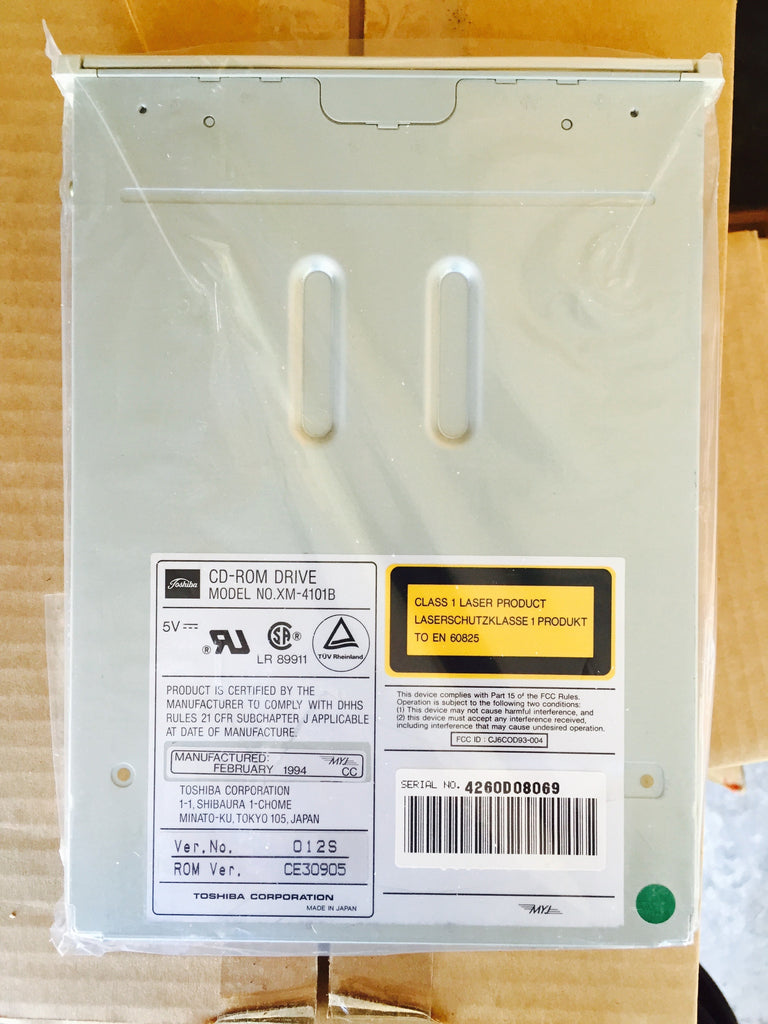 Toshiba
CD-ROM DRIVE
MODEL NO.XM-4101B
5V
LR 89911
TÜV Rheinland
PRODUCT IS CERTIFIED BY THE
MANUFACTURER TO COMPLY WITH DHHS
RULES 21 CFR SUBCHAPTER J APPLICABLE
AT DATE OF MANUFACTURE.
MANUFACTURED: MYJ
FEBRUARY 1994 CC
TOSHIBA CORPORATION
1-1, SHIBAURA 1-CHOME
MINATO-KU, TOKYO 105, JAPAN
Ver.No. 012S
ROM Ver. CE30905
TOSHIBA CORPORATION
MADE IN JAPAN
CLASS 1 LASER PRODUCT
LASERSCHUTZKLASSE 1 PRODUKT
TO EN 60825
This device complies with Part 15 of the FCC Rules.
Operation is subject to the following two conditions:
(1) This device may not cause harmful interference, and
(2) this device must accept any interference received,
including interference that may cause undesired operation.
FCC ID : CJ6COD93-004
SERIAL NO. 4260D08069
MYJ